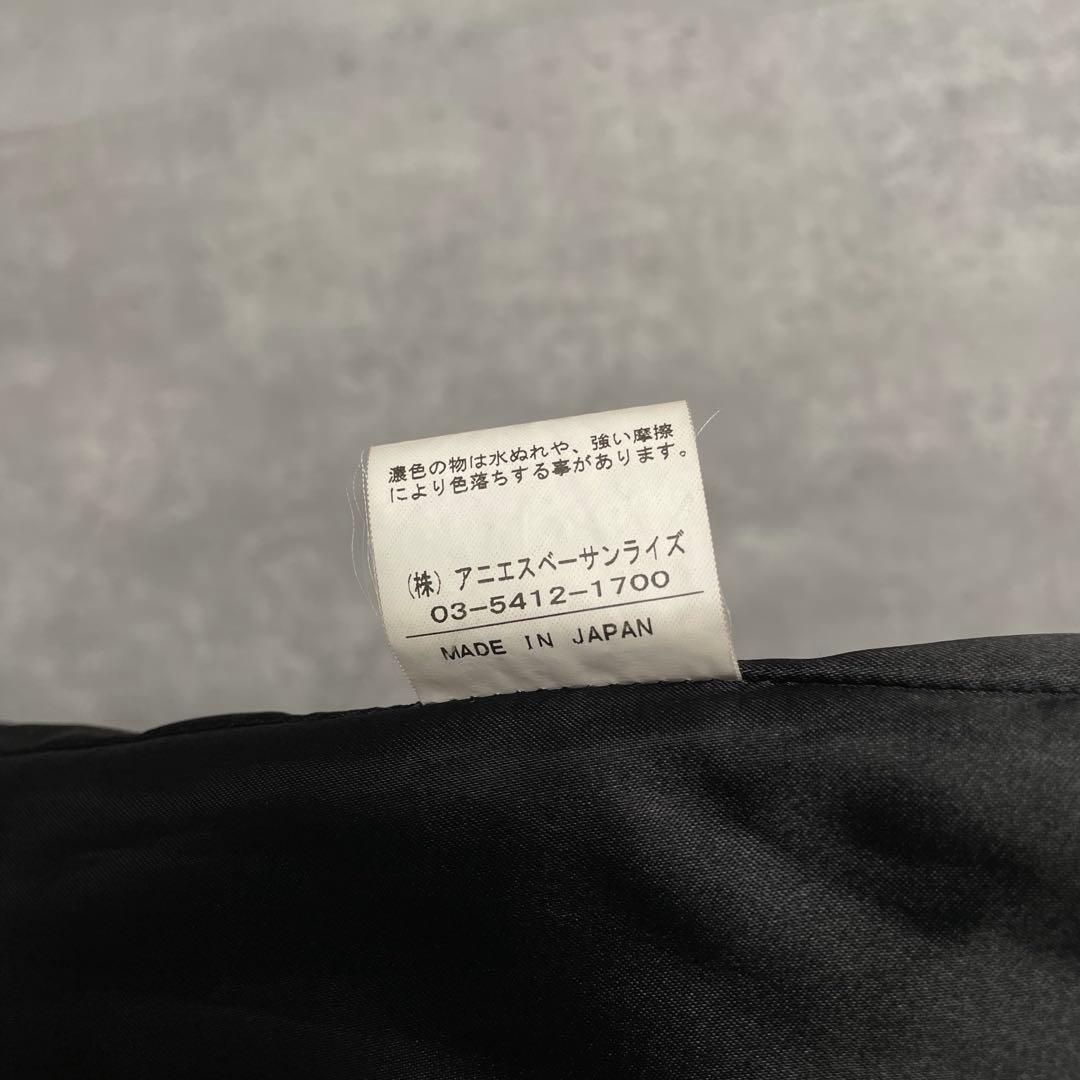 濃色の物は水ぬれや、強い摩擦
により色落ちする事があります。
(株) アニエスベーサンライズ
03-5412-1700
MADE IN JAPAN